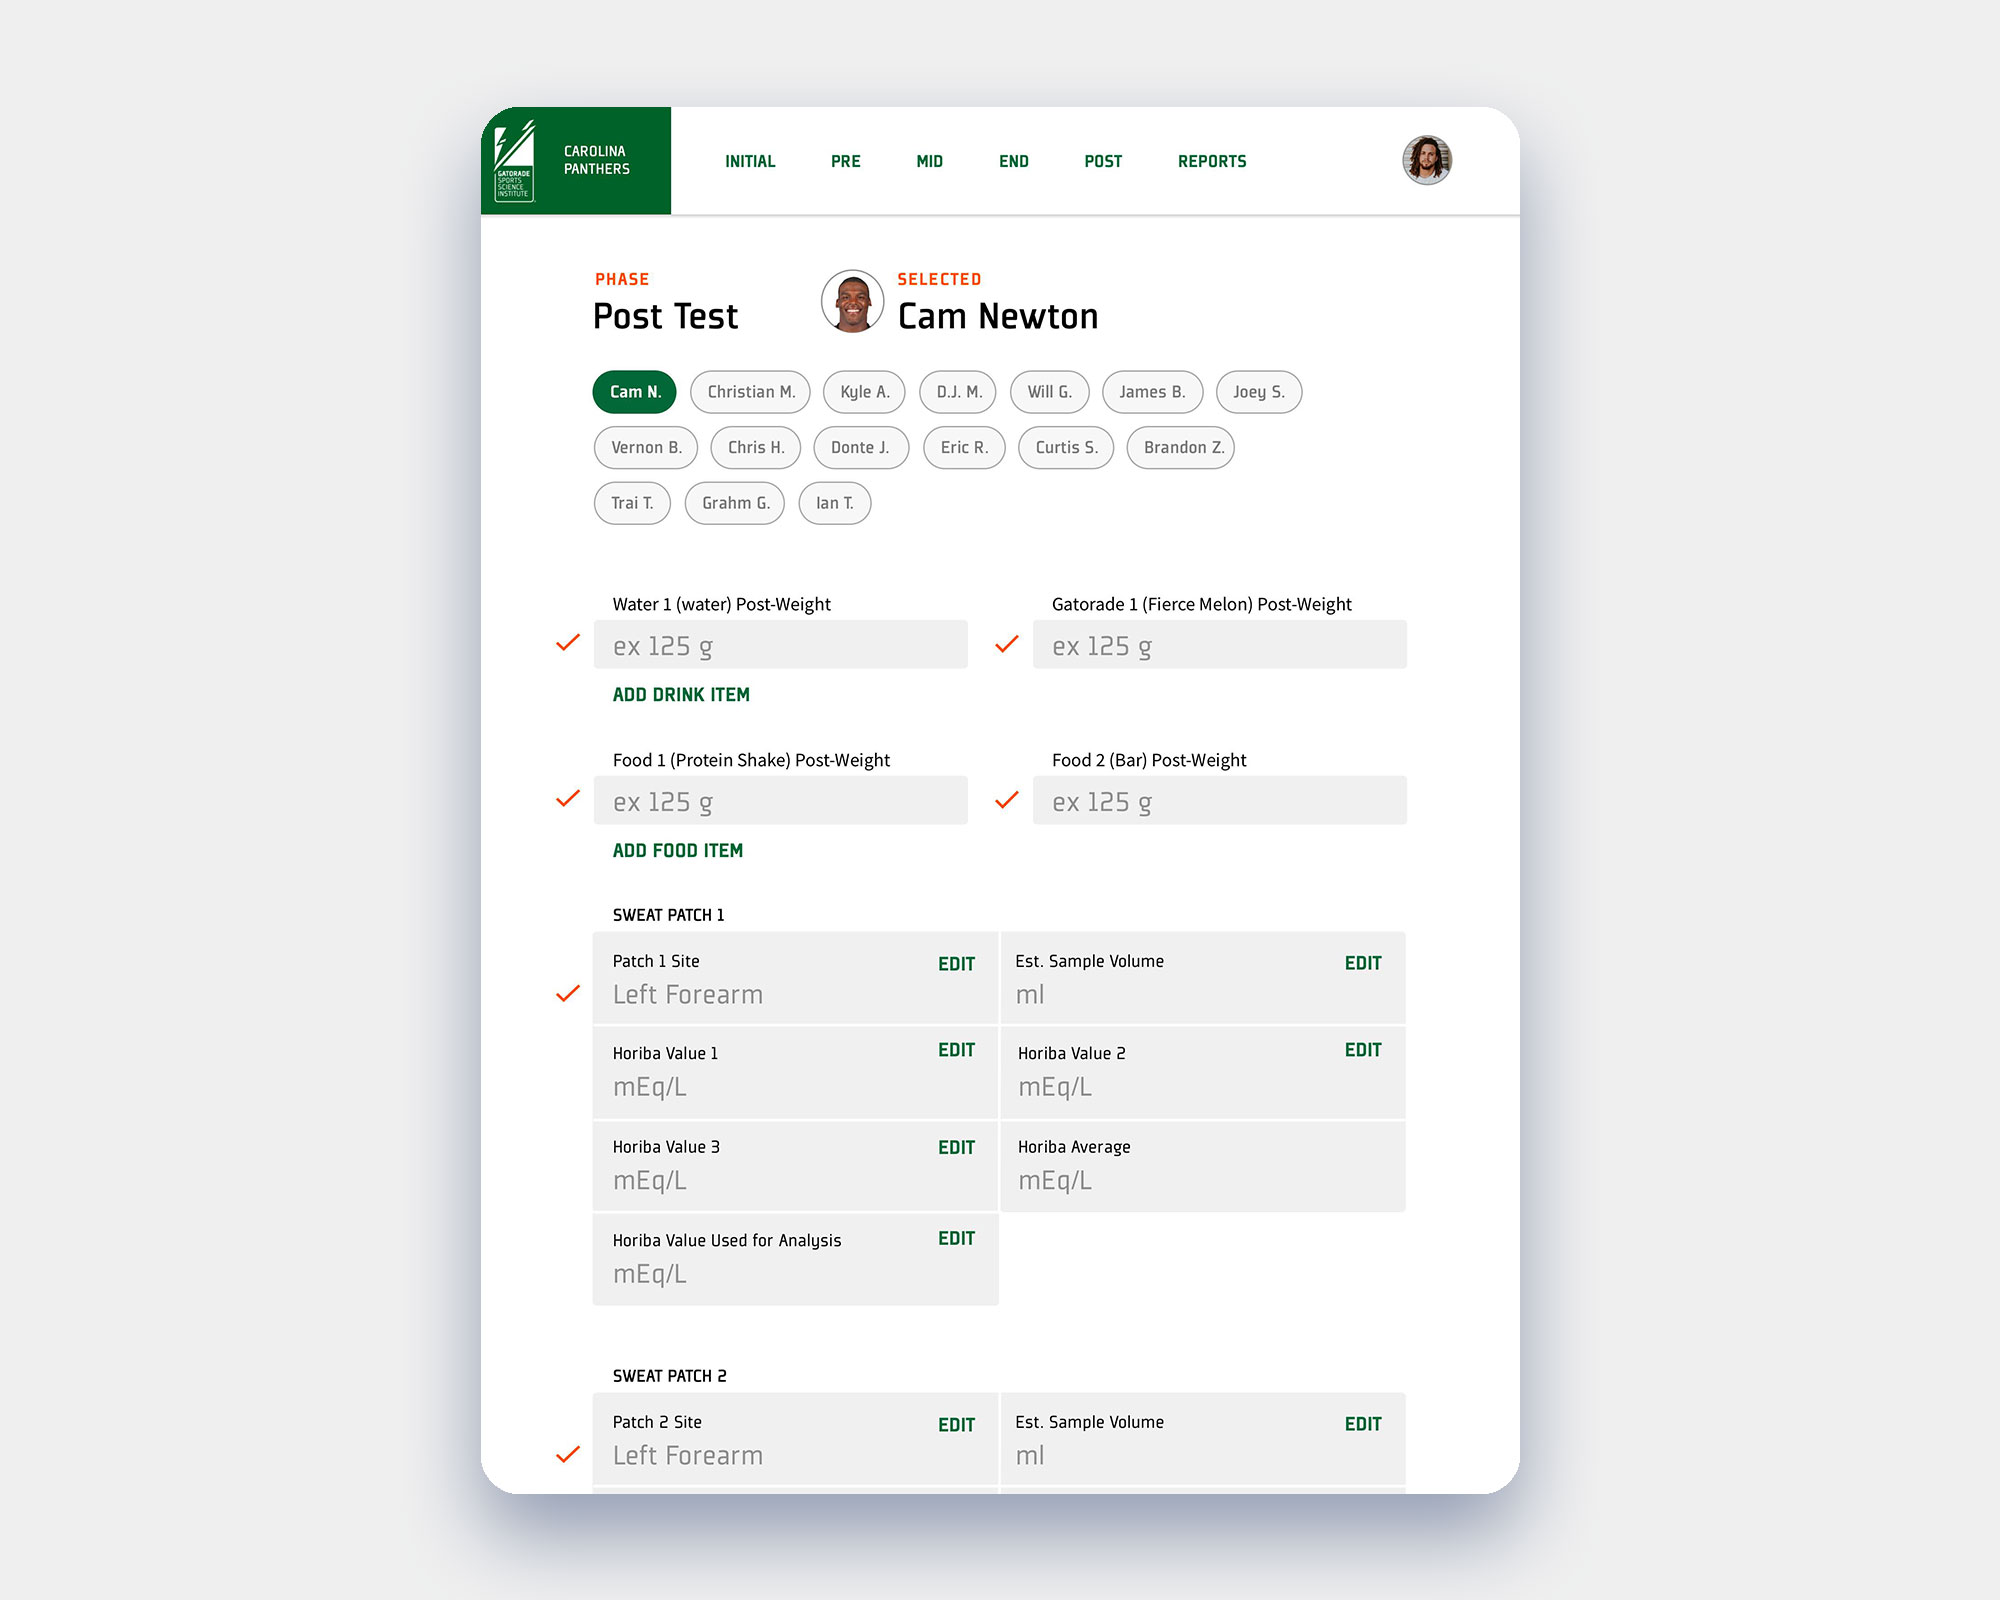 GATORADE
SPORTS
SCIENCE
INSTITUTE
CAROLINA
PANTHERS
INITIAL PRE MID END POST REPORTS
PHASE
Post Test
SELECTED
Cam Newton
Cam N. Christian M. Kyle A. D.J. M. Will G. James B. Joey S.
Vernon B. Chris H. Donte J. Eric R. Curtis S. Brandon Z.
Trai T. Grahm G. Ian T.
Water 1 (water) Post-Weight Gatorade 1 (Fierce Melon) Post-Weight
ex 125 g ex 125 g
ADD DRINK ITEM
Food 1 (Protein Shake) Post-Weight Food 2 (Bar) Post-Weight
ex 125 g ex 125 g
ADD FOOD ITEM
SWEAT PATCH 1
Patch 1 Site EDIT Est. Sample Volume EDIT
Left Forearm ml
Horiba Value 1 EDIT Horiba Value 2 EDIT
mEq/L mEq/L
Horiba Value 3 EDIT Horiba Average
mEq/L mEq/L
Horiba Value Used for Analysis EDIT
mEq/L
SWEAT PATCH 2
Patch 2 Site EDIT Est. Sample Volume EDIT
Left Forearm ml